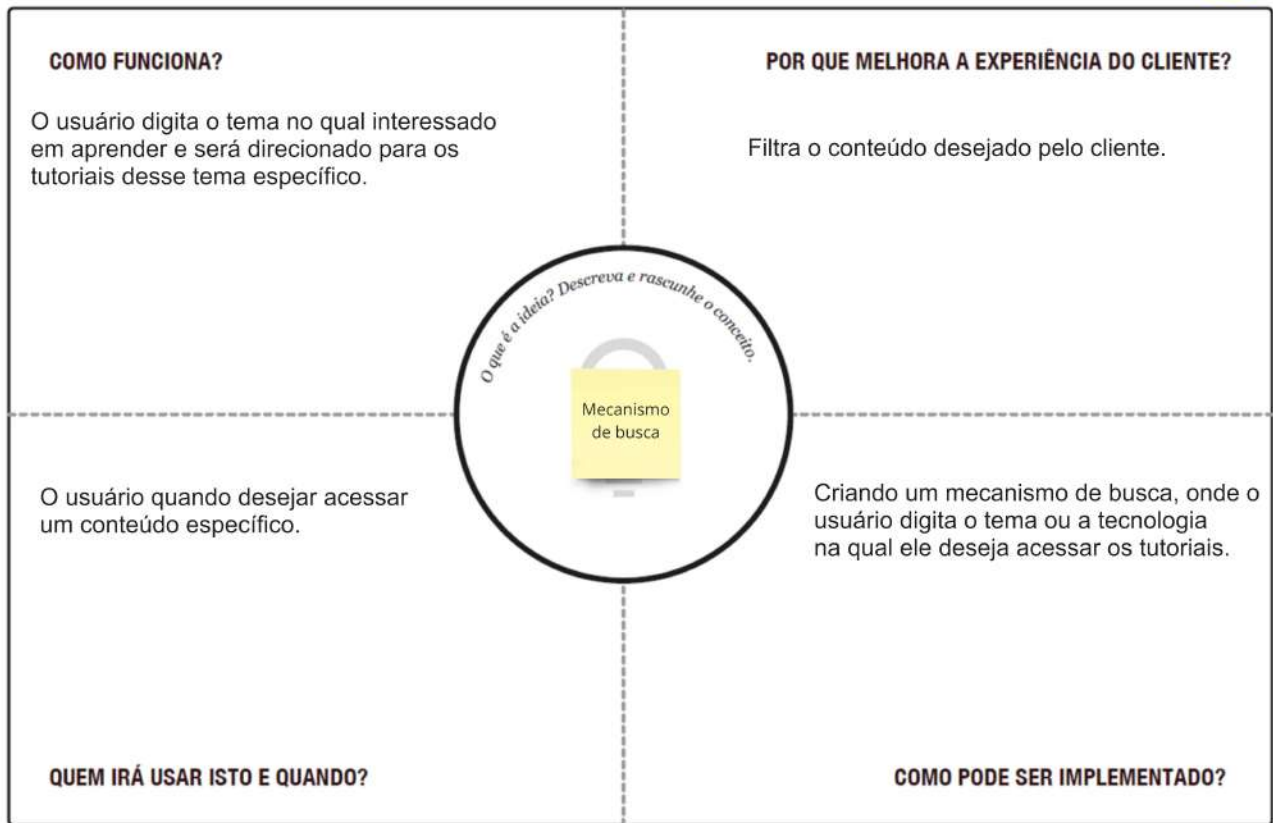 COMO FUNCIONA?
O usuário digita o tema no qual interessado
em aprender e será direcionado para os
tutoriais desse tema específico.
POR QUE MELHORA A EXPERIÊNCIA DO CLIENTE?
Filtra o conteúdo desejado pelo cliente.
O que é a ideia? Descreva e rascunhe o conceito.
Mecanismo
de busca
O usuário quando desejar acessar
um conteúdo específico.
QUEM IRÁ USAR ISTO E QUANDO?
Criando um mecanismo de busca, onde o
usuário digita o tema ou a tecnologia
na qual ele deseja acessar os tutoriais.
COMO PODE SER IMPLEMENTADO?